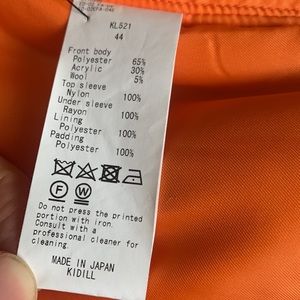 KL521
44
Front body
Polyester 65%
Acrylic 30%
Wool 5%
Top sleeve
Nylon 100%
Under sleeve
Rayon 100%
Lining
Polyester 100%
Padding
Polyester 100%
F W
Do not press the printed
portion with iron.
Consult with a
professional cleaner for
cleaning.
MADE IN JAPAN
KIDILL